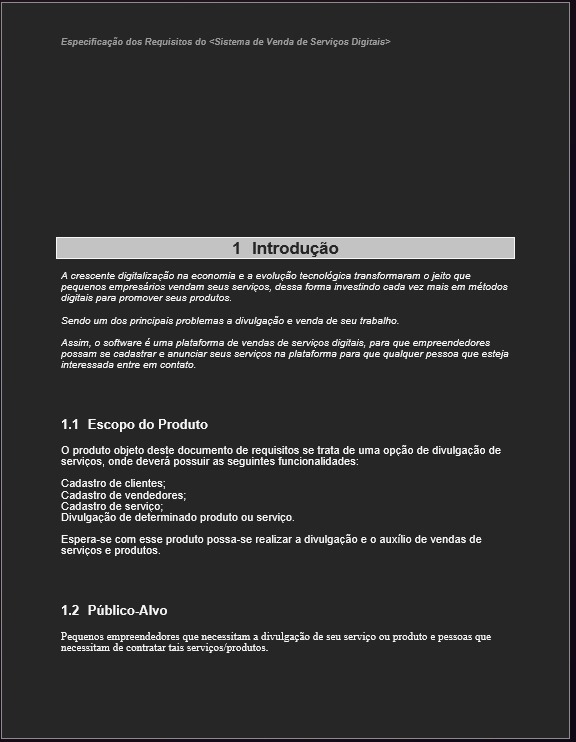 Especificação dos Requisitos do <Sistema de Venda de Serviços Digitais>
1 Introdução
A crescente digitalização na economia e a evolução tecnológica transformaram o jeito que
pequenos empresários vendam seus serviços, dessa forma investindo cada vez mais em métodos
digitais para promover seus produtos.
Sendo um dos principais problemas a divulgação e venda de seu trabalho.
Assim, o software é uma plataforma de vendas de serviços digitais, para que empreendedores
possam se cadastrar e anunciar seus serviços na plataforma para que qualquer pessoa que esteja
interessada entre em contato.
1.1 Escopo do Produto
O produto objeto deste documento de requisitos se trata de uma opção de divulgação de
serviços, onde deverá possuir as seguintes funcionalidades:
Cadastro de clientes;
Cadastro de vendedores;
Cadastro de serviço;
Divulgação de determinado produto ou serviço.
Espera-se com esse produto possa-se realizar a divulgação e o auxílio de vendas de
serviços e produtos.
1.2 Público-Alvo
Pequenos empreendedores que necessitam a divulgação de seu serviço ou produto e pessoas que
necessitam de contratar tais serviços/produtos.